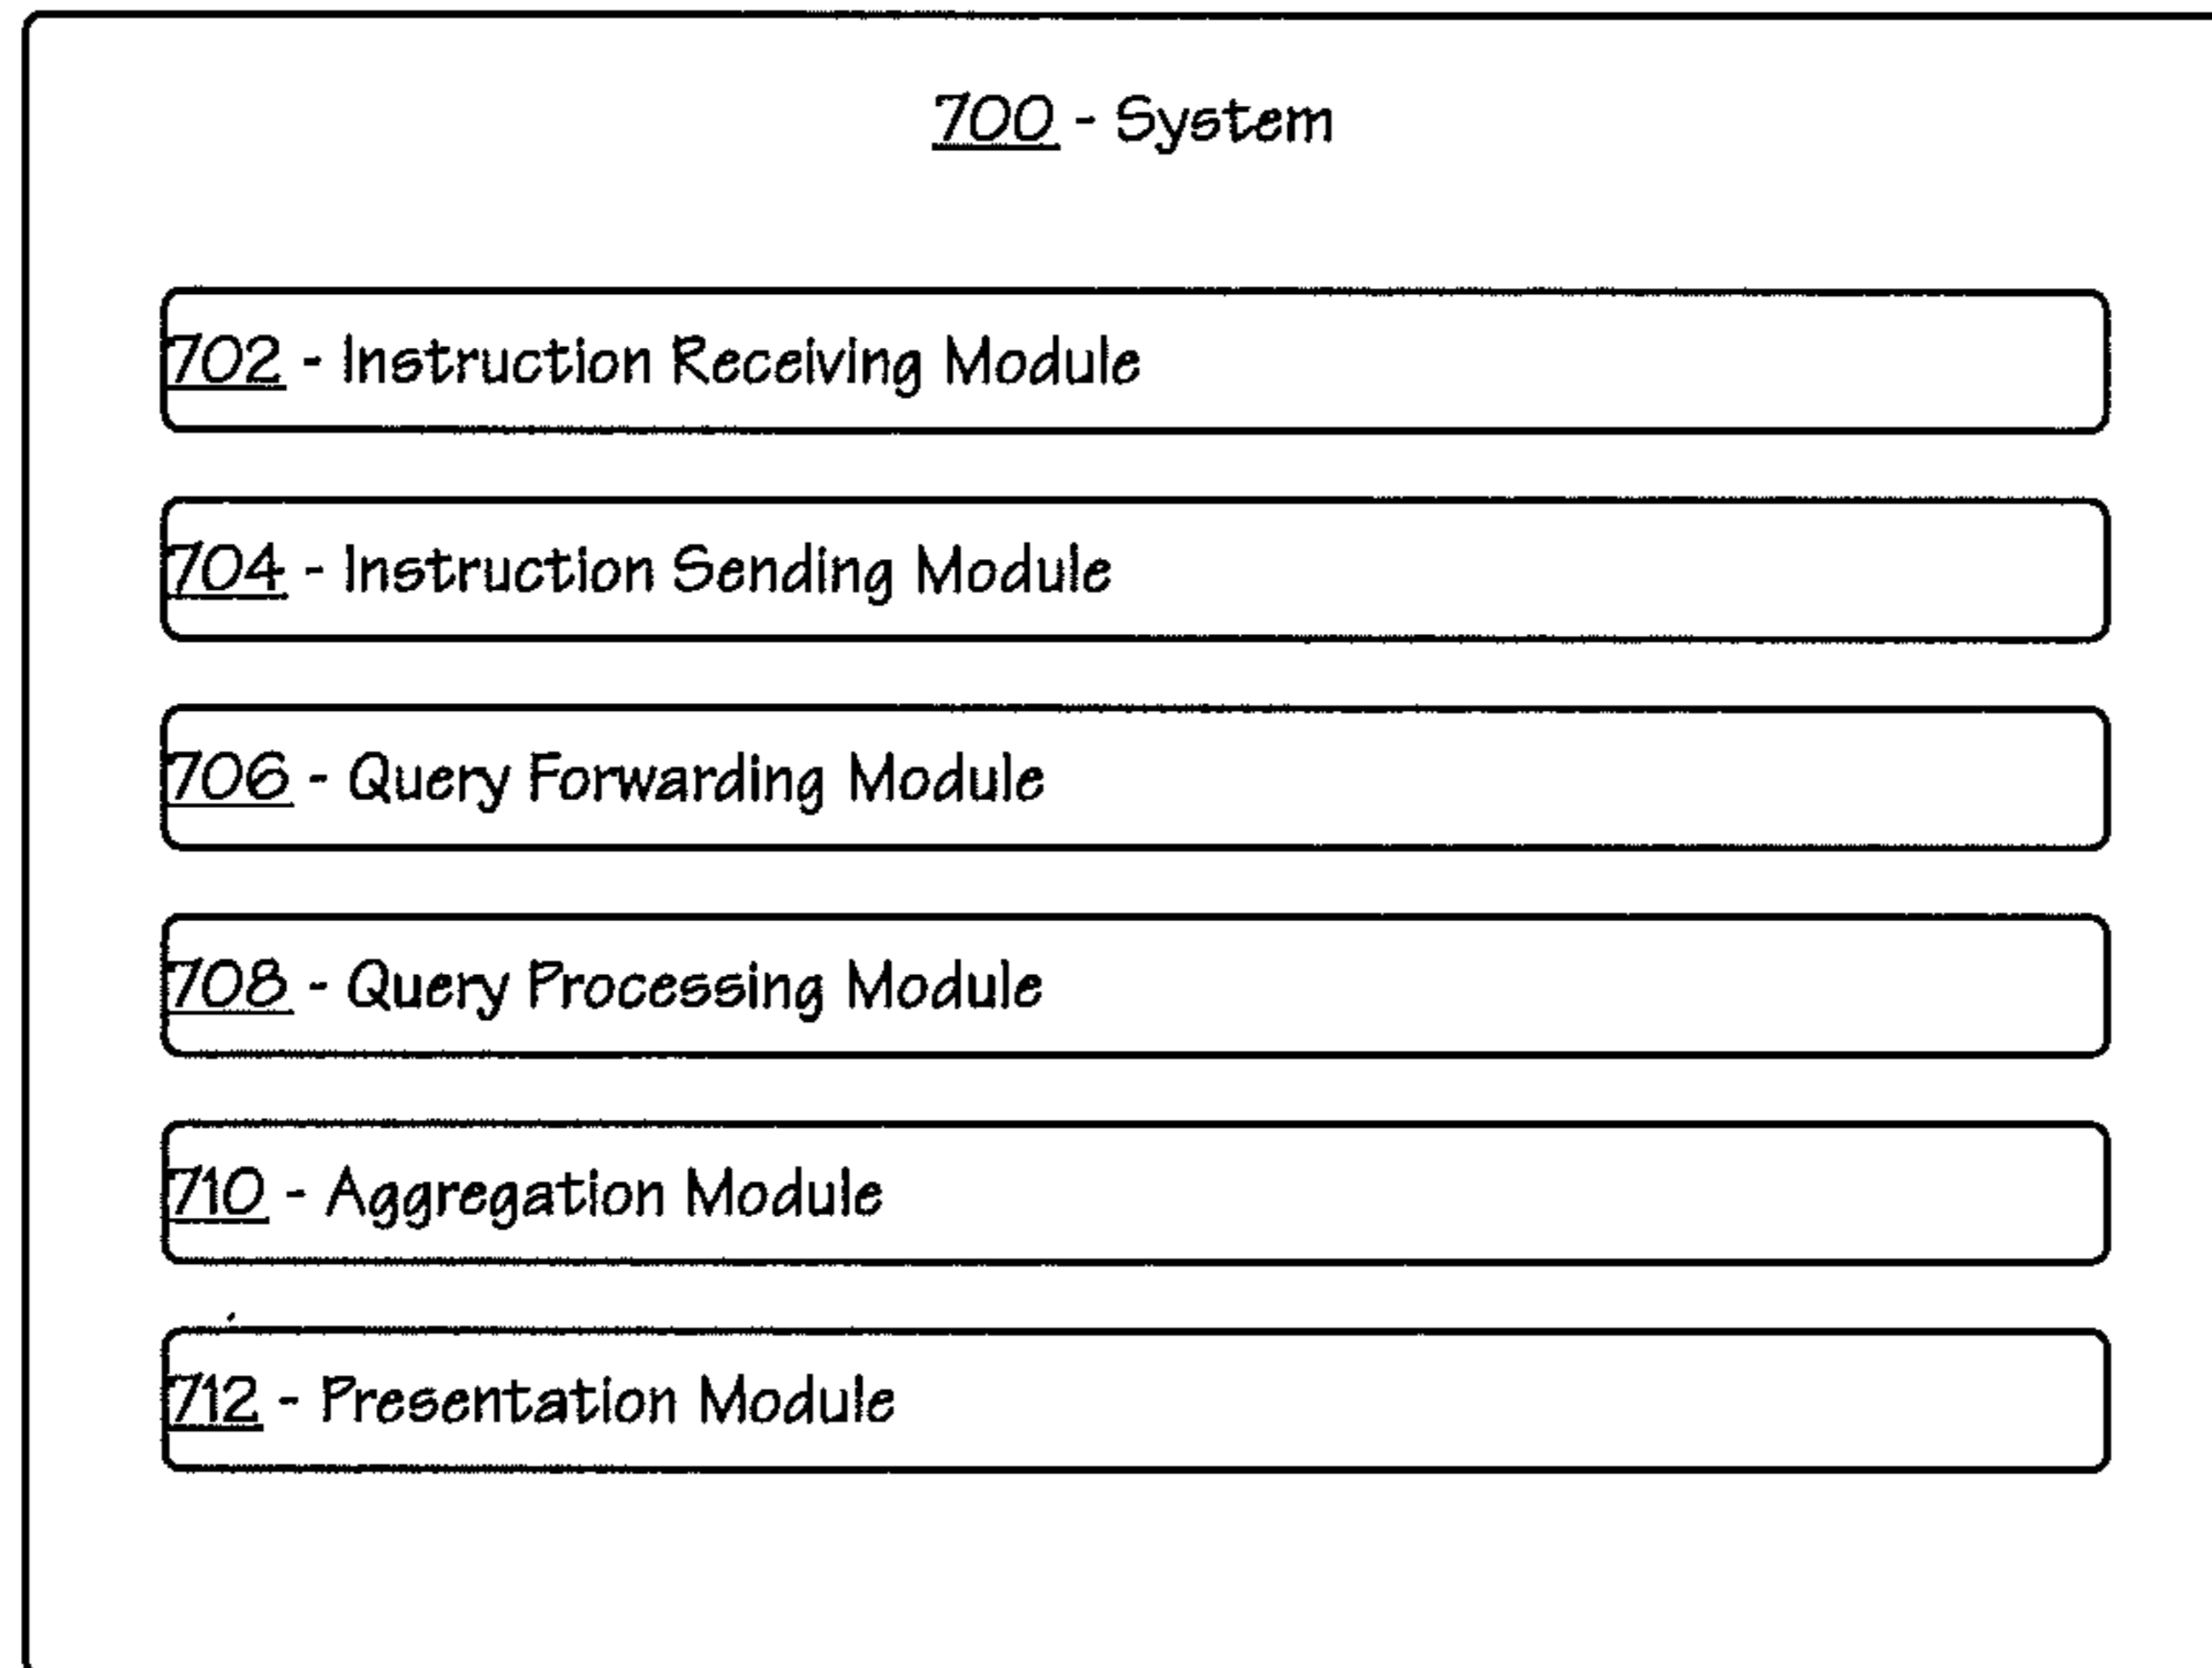 700 - System
702 - Instruction Receiving Module
704 - Instruction Sending Module
706 - Query Forwarding Module
708 - Query Processing Module
710 - Aggregation Module
712 - Presentation Module